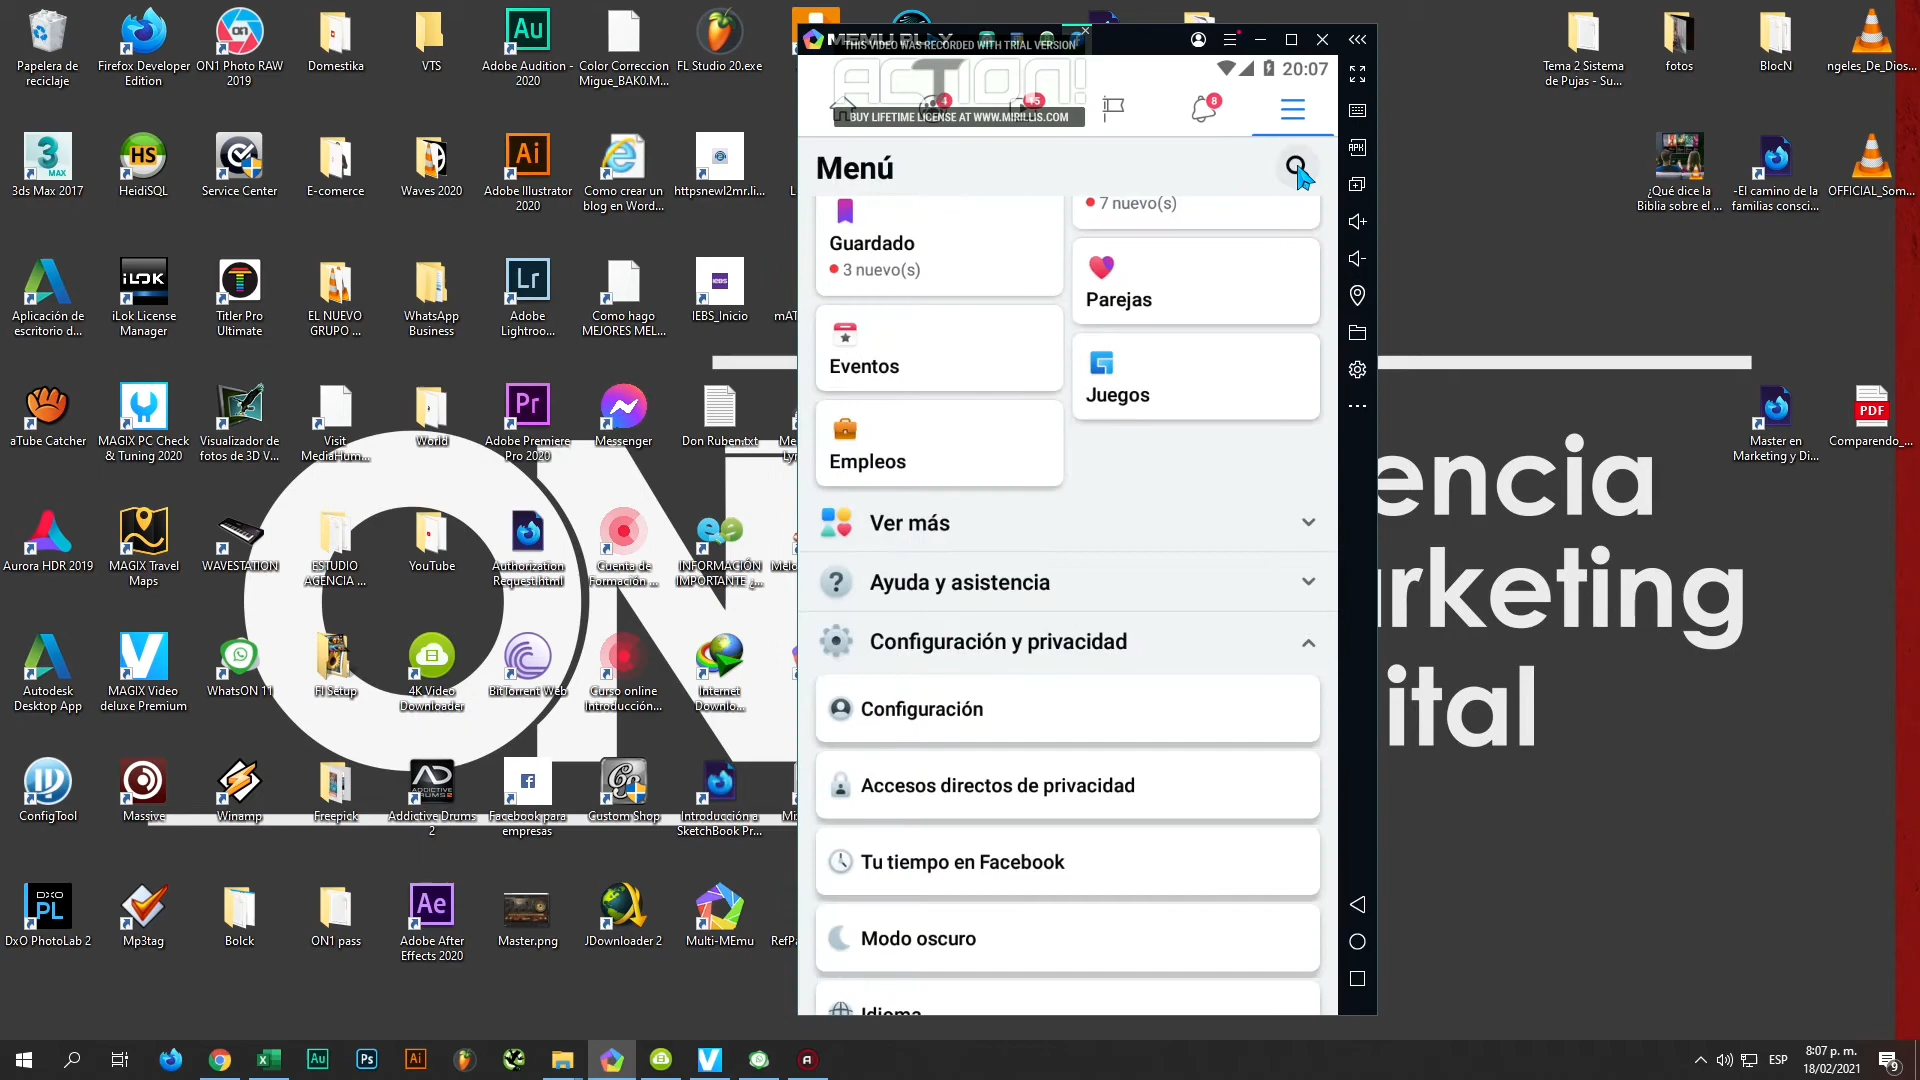 Papelera de
reciclaje
Firefox Developer
Edition
ON1 Photo RAW
2019
Domestika
VTS
Adobe Audition -
2020
Color Correccion
Migue_BAK0.M...
FL Studio 20.exe
3ds Max 2017
HeidiSQL
Service Center
E-comerce
Waves 2020
Adobe Illustrator
2020
Como crear un
blog en Word...
httpsnewl2mr.li...
Aplicación de
escritorio d...
iLok License
Manager
Titler Pro
Ultimate
EL NUEVO
GRUPO ...
WhatsApp
Business
Adobe
Lightroo...
Como hago
MEJORES MEL...
IEBS_Inicio
aTube Catcher
MAGIX PC Check
& Tuning 2020
Visualizador de
fotos de 3D V...
Visit
MediaHum...
World
Adobe Premiere
Pro 2020
Messenger
Don Ruben.txt
Aurora HDR 2019
MAGIX Travel
Maps
WAVESTATION
ESTUDIO
AGENCIA ...
YouTube
Authorization
Request.html
Cuenta de
Formación ...
INFORMACIÓN
IMPORTANTE ¿...
Autodesk
Desktop App
MAGIX Video
deluxe Premium
WhatsON 11
Fl Setup
4K Video
Downloader
BitTorrent Web
Curso online
Introducción...
Internet
Downlo...
ConfigTool
Massive
Winamp
Freepick
Addictive Drums
2
Facebook para
empresas
Custom Shop
Introducción a
SketchBook Pr...
DxO PhotoLab 2
Mp3tag
Bolck
ON1 pass
Adobe After
Effects 2020
Master.png
JDownloader 2
Multi-MEmu
RefPa
MEMU PLAY
THIS VIDEO WAS RECORDED WITH TRIAL VERSION
ACTION!
BUY LIFETIME LICENSE AT WWW.MIRILLIS.COM
20:07
4
8
Menú
7 nuevo(s)
Guardado
3 nuevo(s)
Parejas
Eventos
Juegos
Empleos
Ver más
Ayuda y asistencia
Configuración y privacidad
Configuración
Accesos directos de privacidad
Tu tiempo en Facebook
Modo oscuro
Idioma
Tema 2 Sistema
de Pujas - Su...
fotos
BlocN
ngeles_De_Dios...
¿Qué dice la
Biblia sobre el ...
-El camino de la
familias consci...
OFFICIAL_Som...
Master en
Marketing y Di...
PDF
Comparendo_...
ON
encia
rketing
ital
ESP
8:07 p. m.
18/02/2021
9